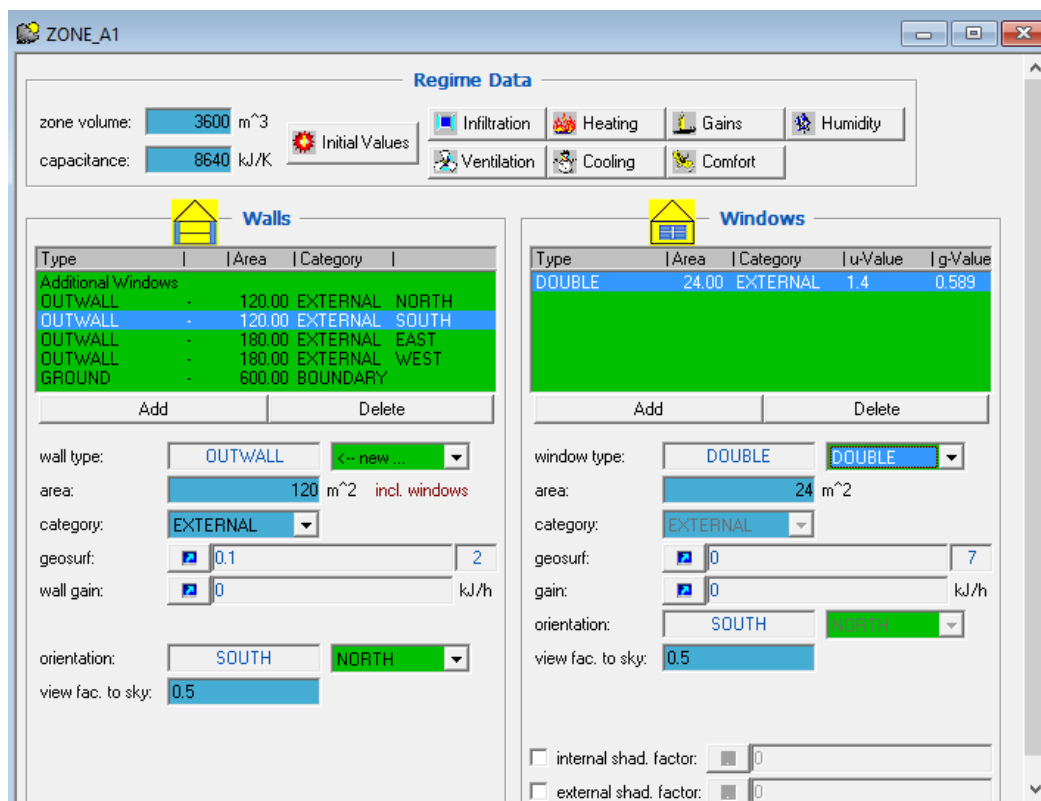 ZONE_A1
Regime Data
zone volume: 3600 m^3
capacitance: 8640 kJ/K
Initial Values
Infiltration Heating Gains Humidity
Ventilation Cooling Comfort
Walls
Type | | Area | Category |
Additional Windows
OUTWALL - 120.00 EXTERNAL NORTH
OUTWALL - 120.00 EXTERNAL SOUTH
OUTWALL - 180.00 EXTERNAL EAST
OUTWALL - 180.00 EXTERNAL WEST
GROUND - 600.00 BOUNDARY
Add Delete
wall type: OUTWALL <-- new ...
area: 120 m^2 incl. windows
category: EXTERNAL
geosurf: 0.1 2
wall gain: 0 kJ/h
orientation: SOUTH NORTH
view fac. to sky: 0.5
Windows
Type | Area | Category | u-Value | g-Value
DOUBLE 24.00 EXTERNAL 1.4 0.589
Add Delete
window type: DOUBLE DOUBLE
area: 24 m^2
category: EXTERNAL
geosurf: 0 7
gain: 0 kJ/h
orientation: SOUTH NORTH
view fac. to sky: 0.5
internal shad. factor: 0
external shad. factor: 0